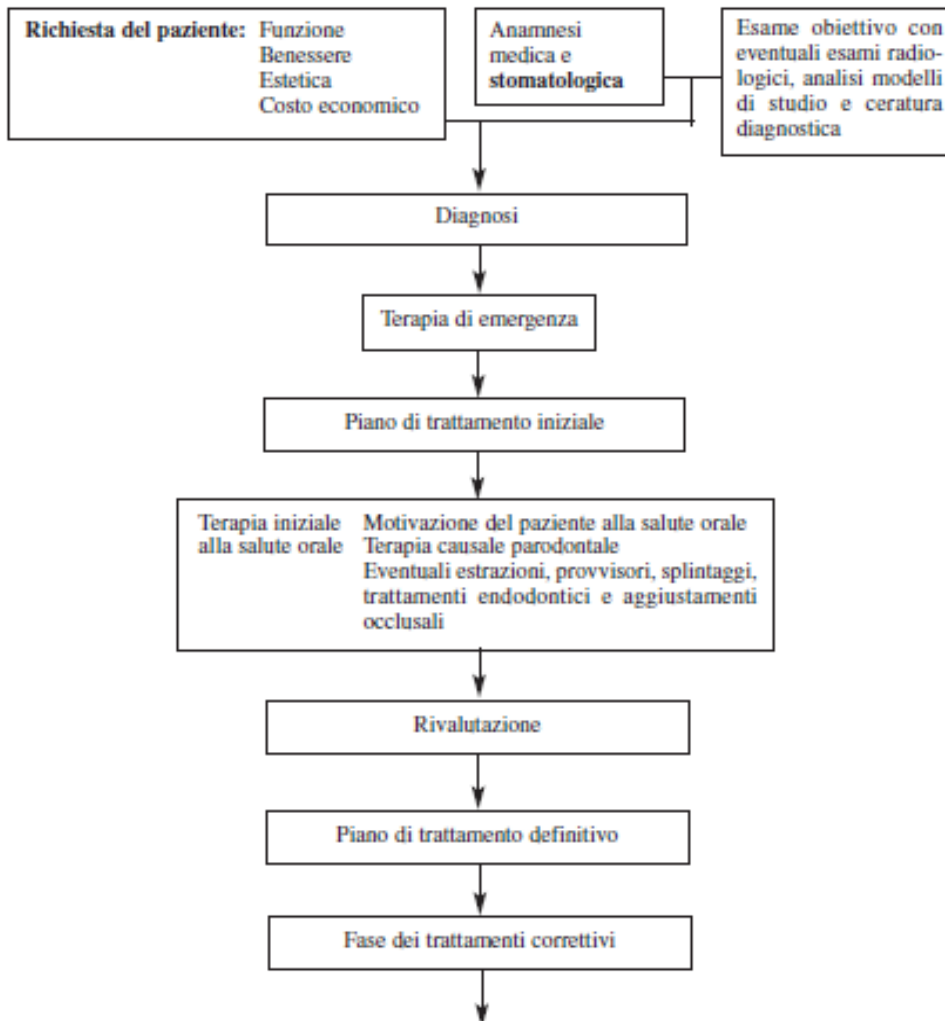 Richiesta del paziente: Funzione
Benessere
Estetica
Costo economico
Anamnesi
medica e
stomatologica
Esame obiettivo con
eventuali esami radio-
logici, analisi modelli
di studio e ceratura
diagnostica
Diagnosi
Terapia di emergenza
Piano di trattamento iniziale
Terapia iniziale
alla salute orale
Motivazione del paziente alla salute orale
Terapia causale parodontale
Eventuali estrazioni, provvisori, splintaggi,
trattamenti endodontici e aggiustamenti
occlusali
Rivalutazione
Piano di trattamento definitivo
Fase dei trattamenti correttivi